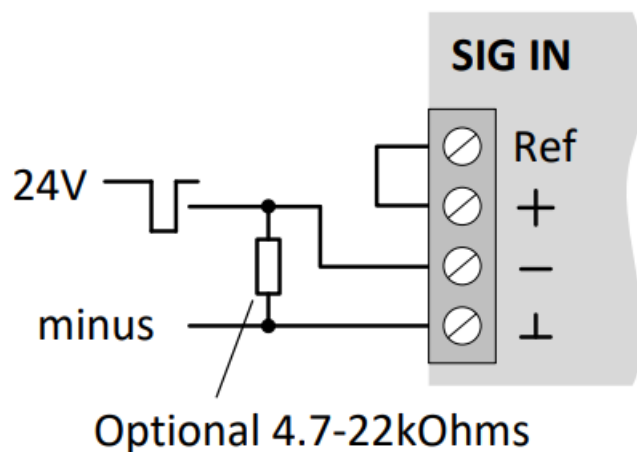 SIG IN
Ref
24V
+
−
minus
⊥
Optional 4.7-22kOhms